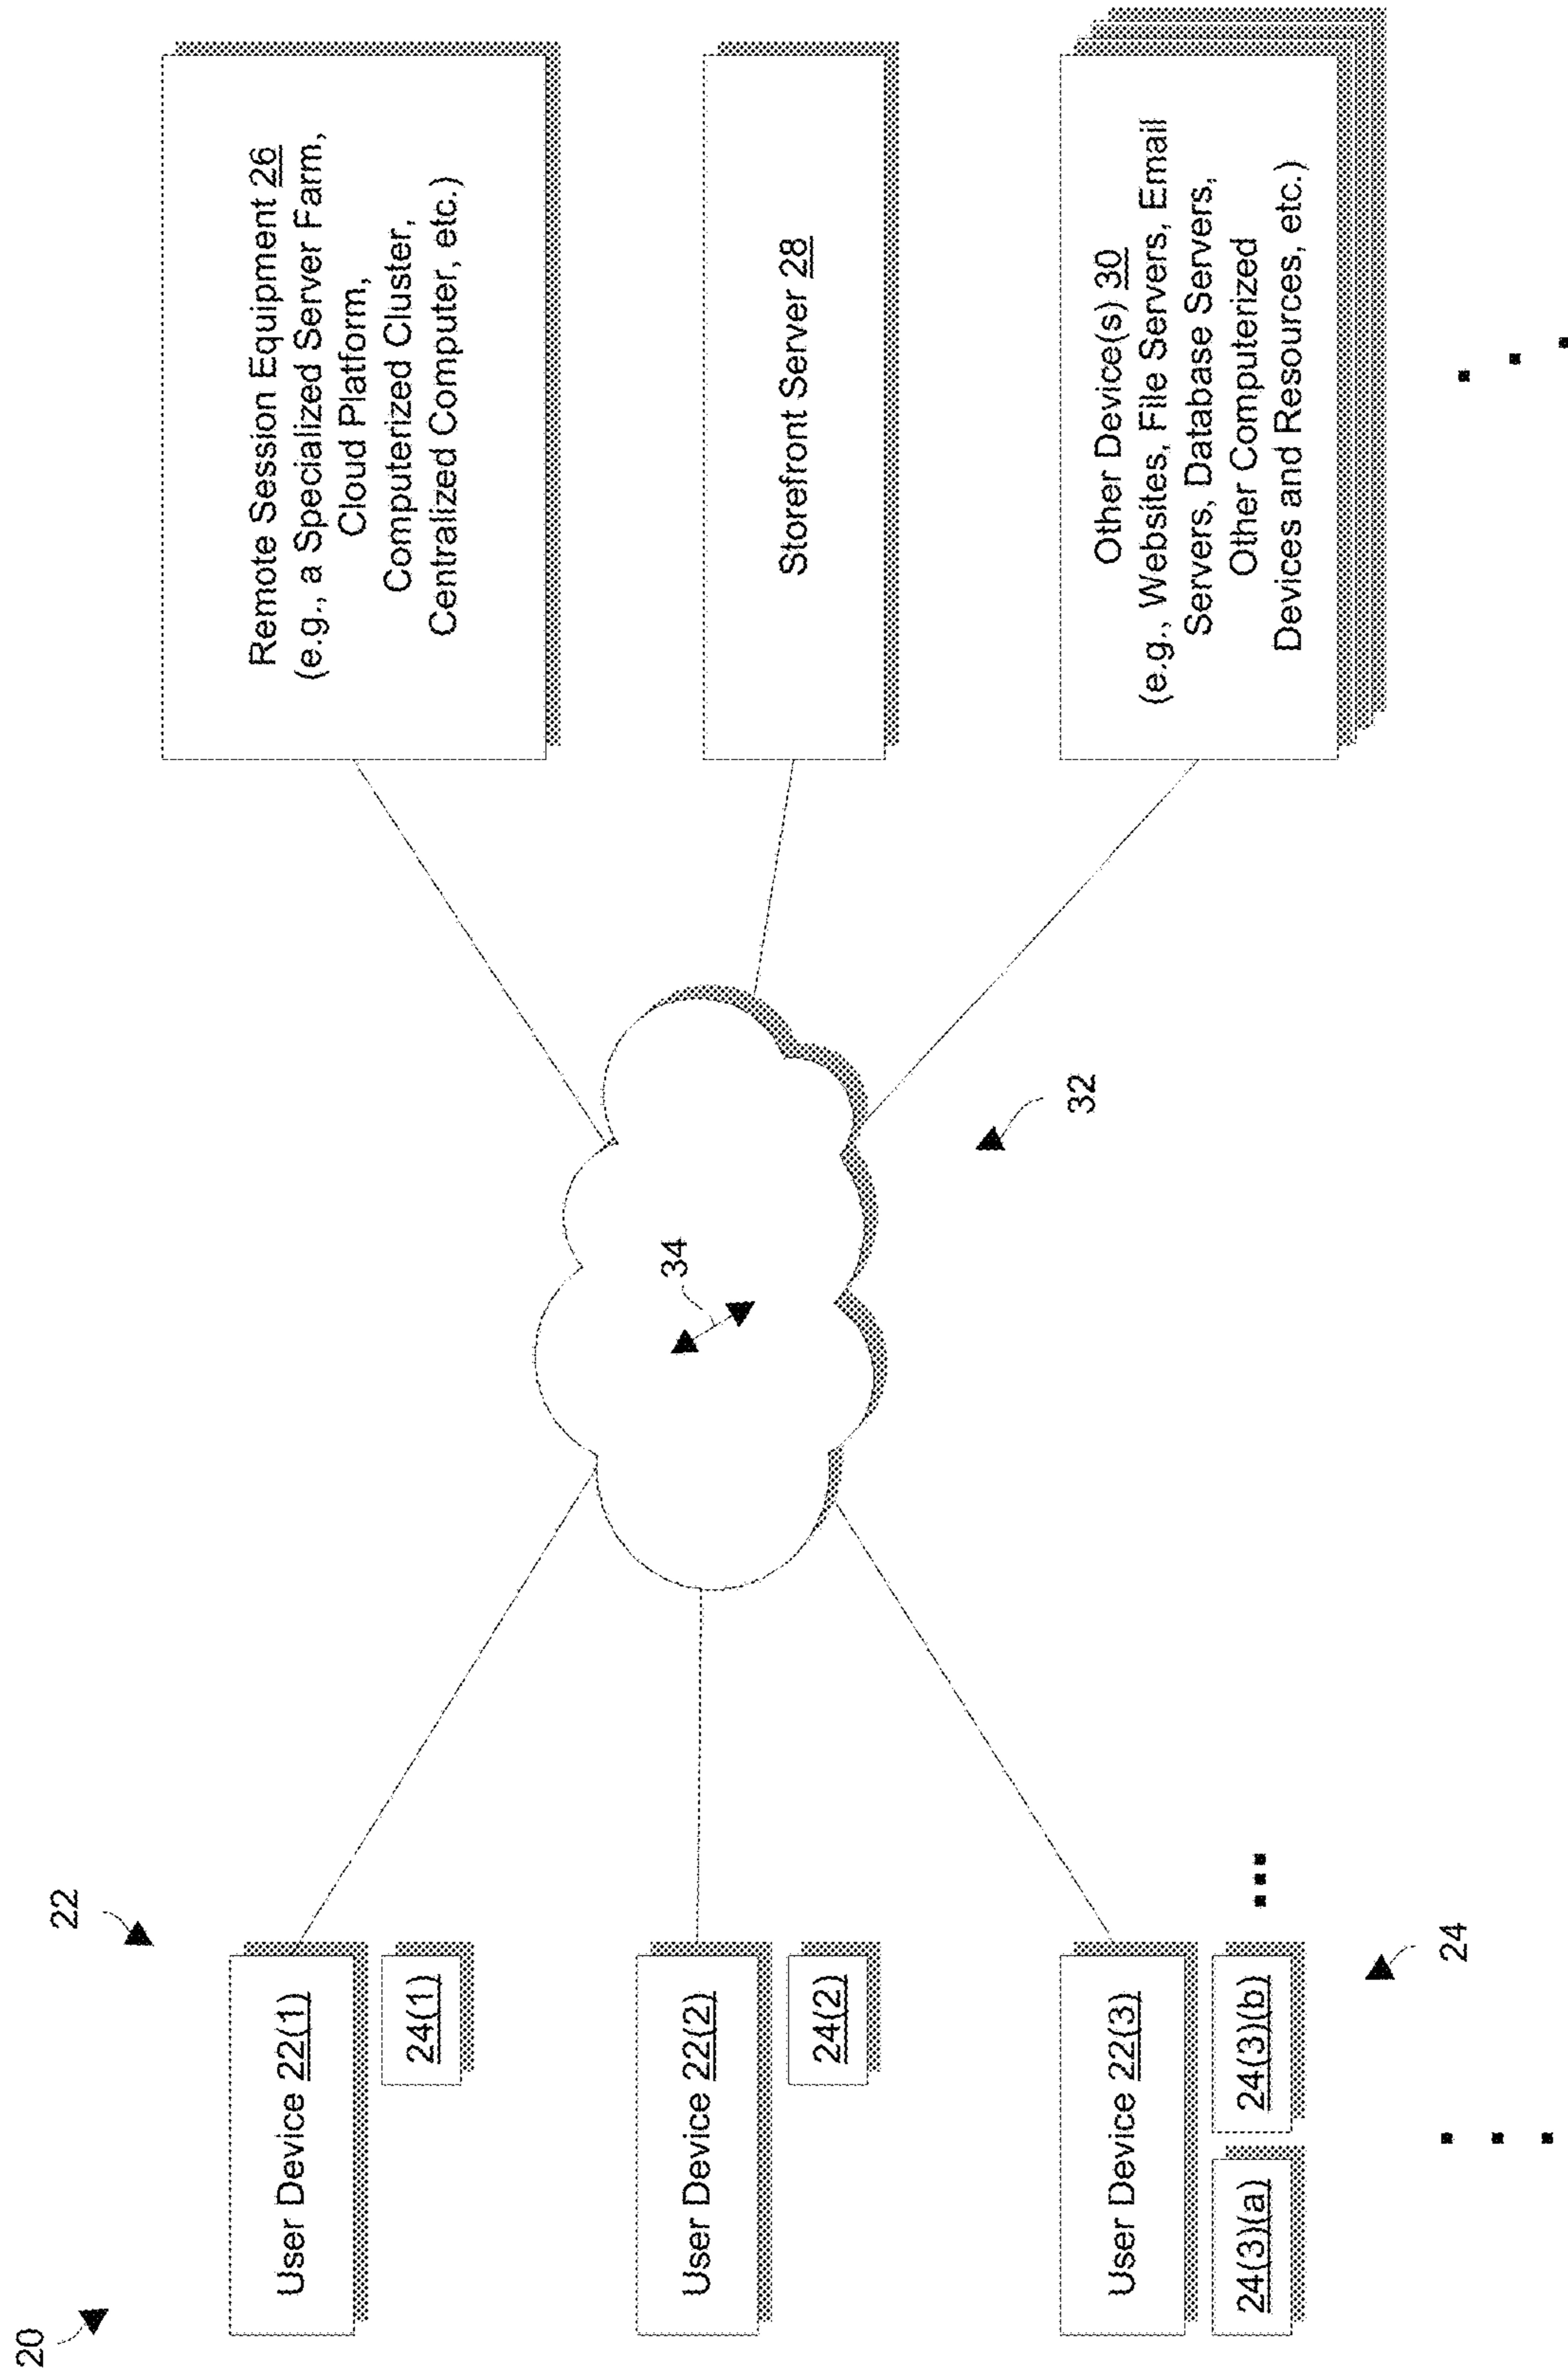 20
22
User Device 22(1)
24(1)
User Device 22(2)
24(2)
User Device 22(3)
24(3)(a)
24(3)(b)
24
34
32
Remote Session Equipment 26
(e.g., a Specialized Server Farm,
Cloud Platform,
Computerized Cluster,
Centralized Computer, etc.)
Storefront Server 28
Other Device(s) 30
(e.g., Websites, File Servers, Email
Servers, Database Servers,
Other Computerized
Devices and Resources, etc.)